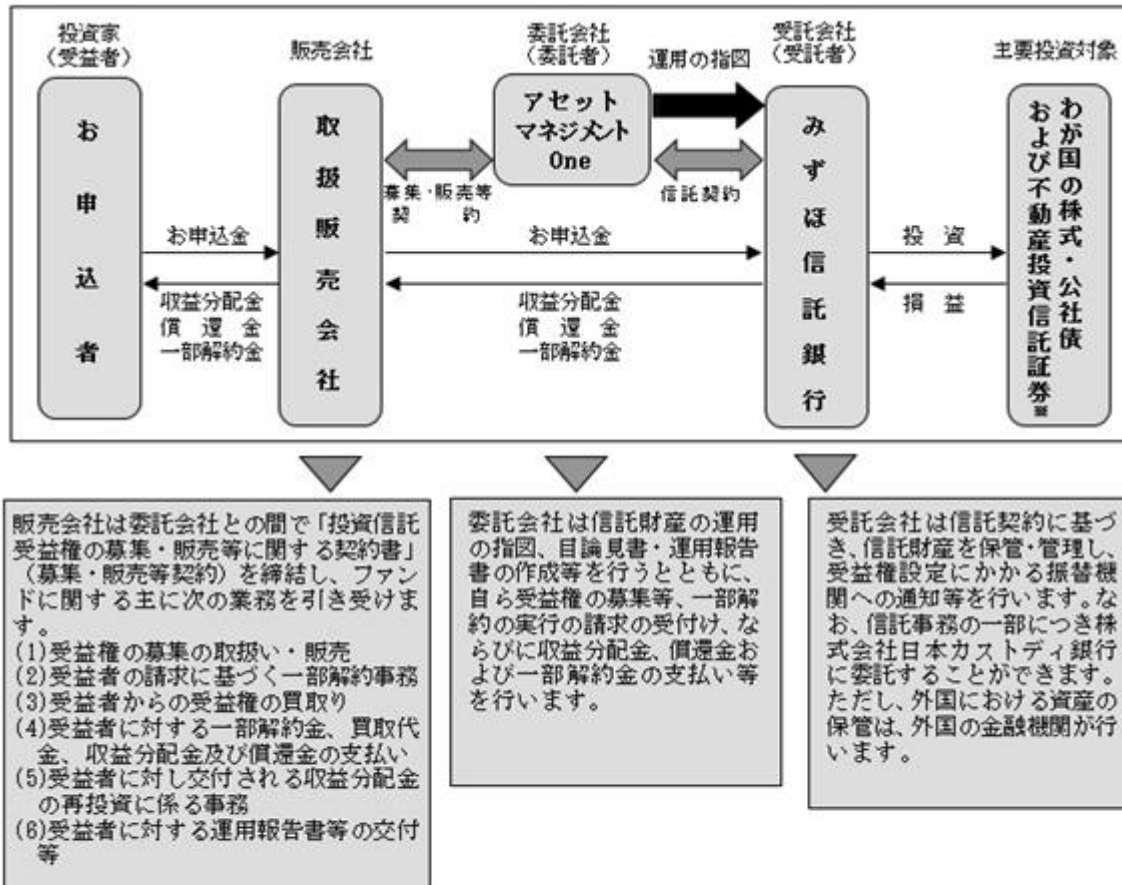 投資家
（受益者）
販売会社
委託会社
（委託者）
運用の指図
受託会社
（受託者）
主要投資対象
お申込者
取扱販売会社
アセット
マネジメント
One
みずほ信託銀行
わが国の株式・公社債
および不動産投資信託証券※
募集・販売等
契約
信託契約
お申込金
お申込金
投資
収益分配金
償還金
一部解約金
収益分配金
償還金
一部解約金
損益
販売会社は委託会社との間で「投資信託
受益権の募集・販売等に関する契約書」
（募集・販売等契約）を締結し、ファン
ドに関する主に次の業務を引き受けま
す。
(1)受益権の募集の取扱い・販売
(2)受益者の請求に基づく一部解約事務
(3)受益者からの受益権の買取り
(4)受益者に対する一部解約金、買取代
金、収益分配金及び償還金の支払い
(5)受益者に対し交付される収益分配金
の再投資に係る事務
(6)受益者に対する運用報告書等の交付
等
委託会社は信託財産の運用
の指図、目論見書・運用報告
書の作成等を行うとともに、
自ら受益権の募集等、一部解
約の実行の請求の受付け、な
らびに収益分配金、償還金お
よび一部解約金の支払い等
を行います。
受託会社は信託契約に基づ
き、信託財産を保管・管理し、
受益権設定にかかる振替機
関への通知等を行います。な
お、信託事務の一部につき株
式会社日本カストディ銀行
に委託することができます。
ただし、外国における資産の
保管は、外国の金融機関が行
います。